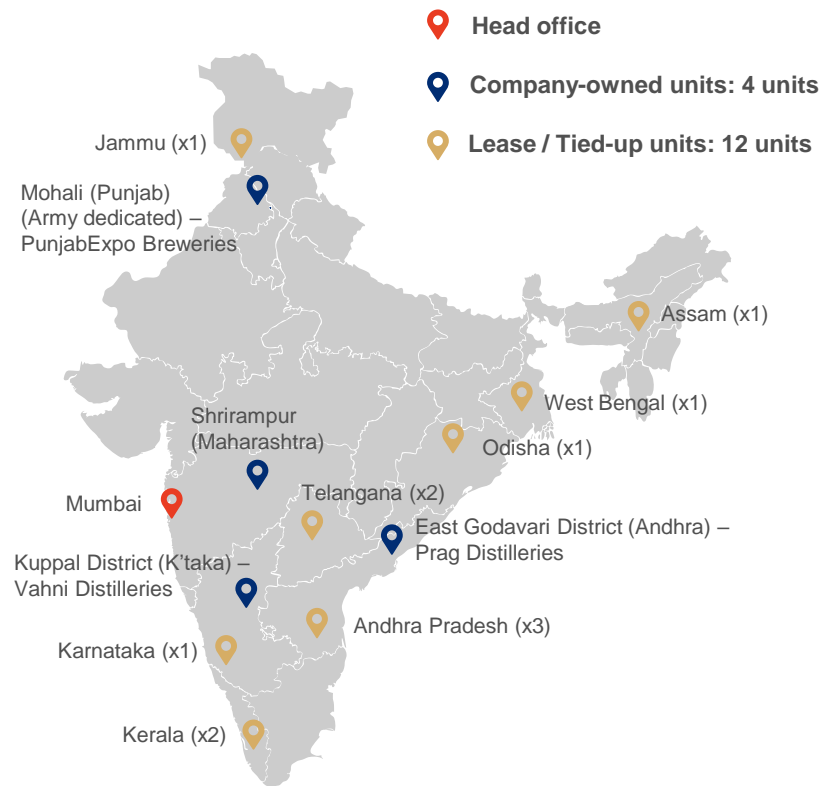 Head office
Company-owned units: 4 units
Lease / Tied-up units: 12 units
Jammu (x1)
Mohali (Punjab)
(Army dedicated) –
PunjabExpo Breweries
Assam (x1)
West Bengal (x1)
Shrirampur
(Maharashtra)
Odisha (x1)
Telangana (x2)
Mumbai
East Godavari District (Andhra) –
Prag Distilleries
Kuppal District (K'taka) –
Vahni Distilleries
Andhra Pradesh (x3)
Karnataka (x1)
Kerala (x2)